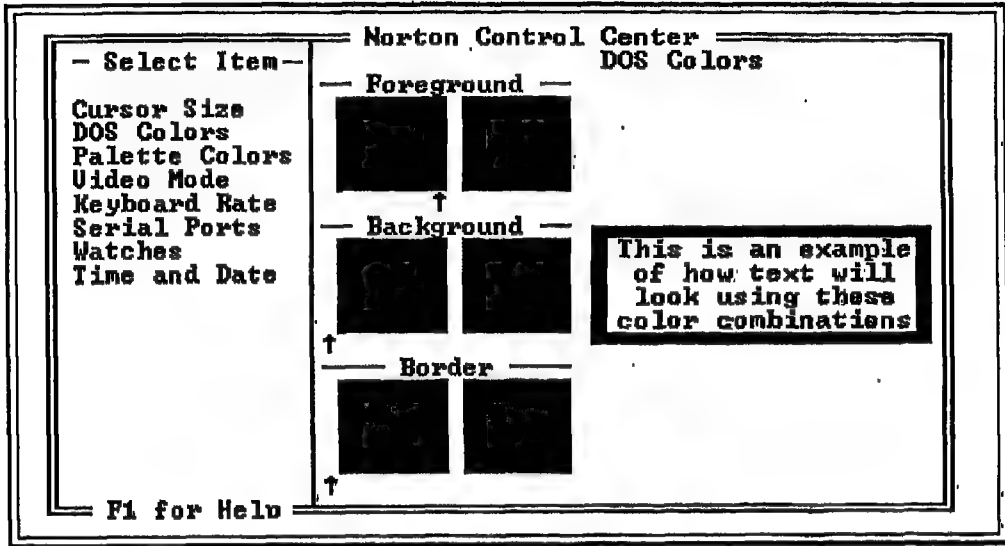 Norton Control Center
DOS Colors
Select Item
Cursor Size
DOS Colors
Palette Colors
Video Mode
Keyboard Rate
Serial Ports
Watches
Time and Date
Foreground
Background
Border
This is an example
of how text will
look using these
color combinations
F1 for Help